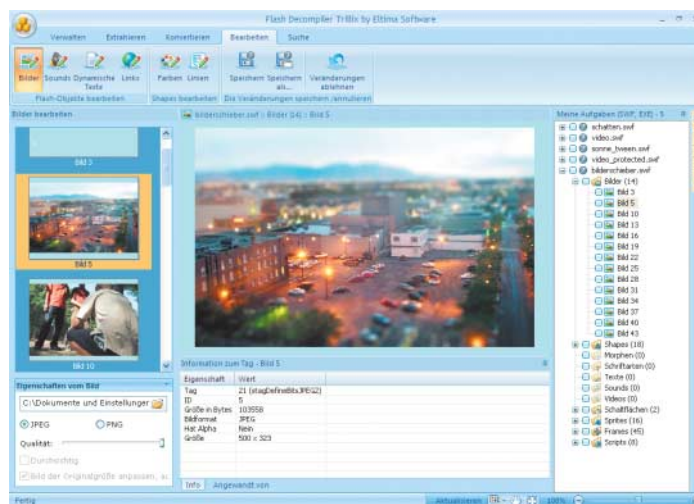 Flash Decompiler Trillix by Eltima Software
Verwalten Extrahieren Konvertieren Bearbeiten Suche
Bilder Sounds Dynamische Texte Links Farben Linien Speichern Speichern als... Veränderungen ablehnen
Flash-Objekte bearbeiten Shapes bearbeiten Die Veränderungen speichern /annulieren
Bilder bearbeiten
Bild 3
Bild 5
Bild 10
Eigenschaften vom Bild
C:\Dokumente und Einstellunger
JPEG PNG
Qualität:
Durchsichtig
Bild der Originalgröße anpassen, au
bilderschieber.swf > Bilder (14) > Bild 5
Information zum Tag - Bild 5
Eigenschaft Wert
Tag 21 (stagDefineBitsJPEG2)
ID 5
Größe in Bytes 103558
Bildformat JPEG
Hat Alpha Nein
Größe 500 x 323
Info Angewandt von
Meine Aufgaben (SWF, EXE) - 5
schatten.swf
video.swf
sonne_tween.swf
video_protected.swf
bilderschieber.swf
Bilder (14)
Bild 3
Bild 5
Bild 10
Bild 13
Bild 16
Bild 19
Bild 22
Bild 25
Bild 28
Bild 31
Bild 34
Bild 37
Bild 40
Bild 43
Shapes (18)
Morphen (0)
Schriftarten (0)
Texte (0)
Sounds (0)
Videos (0)
Schaltflächen (2)
Sprites (16)
Frames (45)
Scripts (8)
Fertig
Aktualisieren 100%